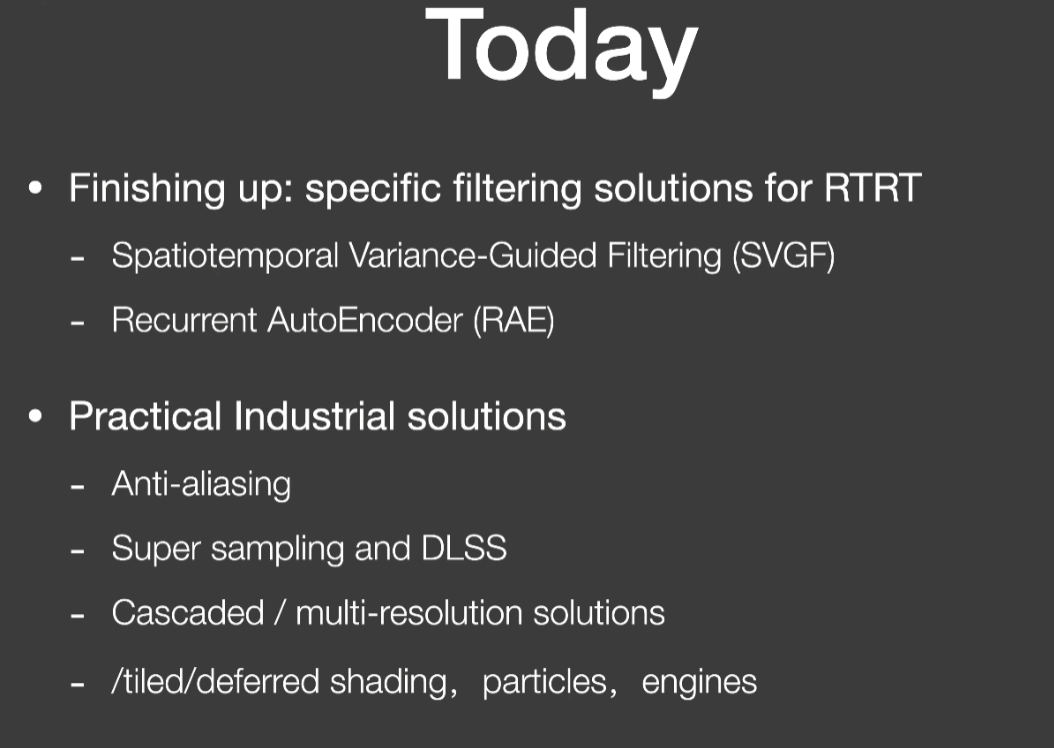 Today
• Finishing up: specific filtering solutions for RTRT
- Spatiotemporal Variance-Guided Filtering (SVGF)
- Recurrent AutoEncoder (RAE)
• Practical Industrial solutions
- Anti-aliasing
- Super sampling and DLSS
- Cascaded / multi-resolution solutions
- /tiled/deferred shading，particles，engines